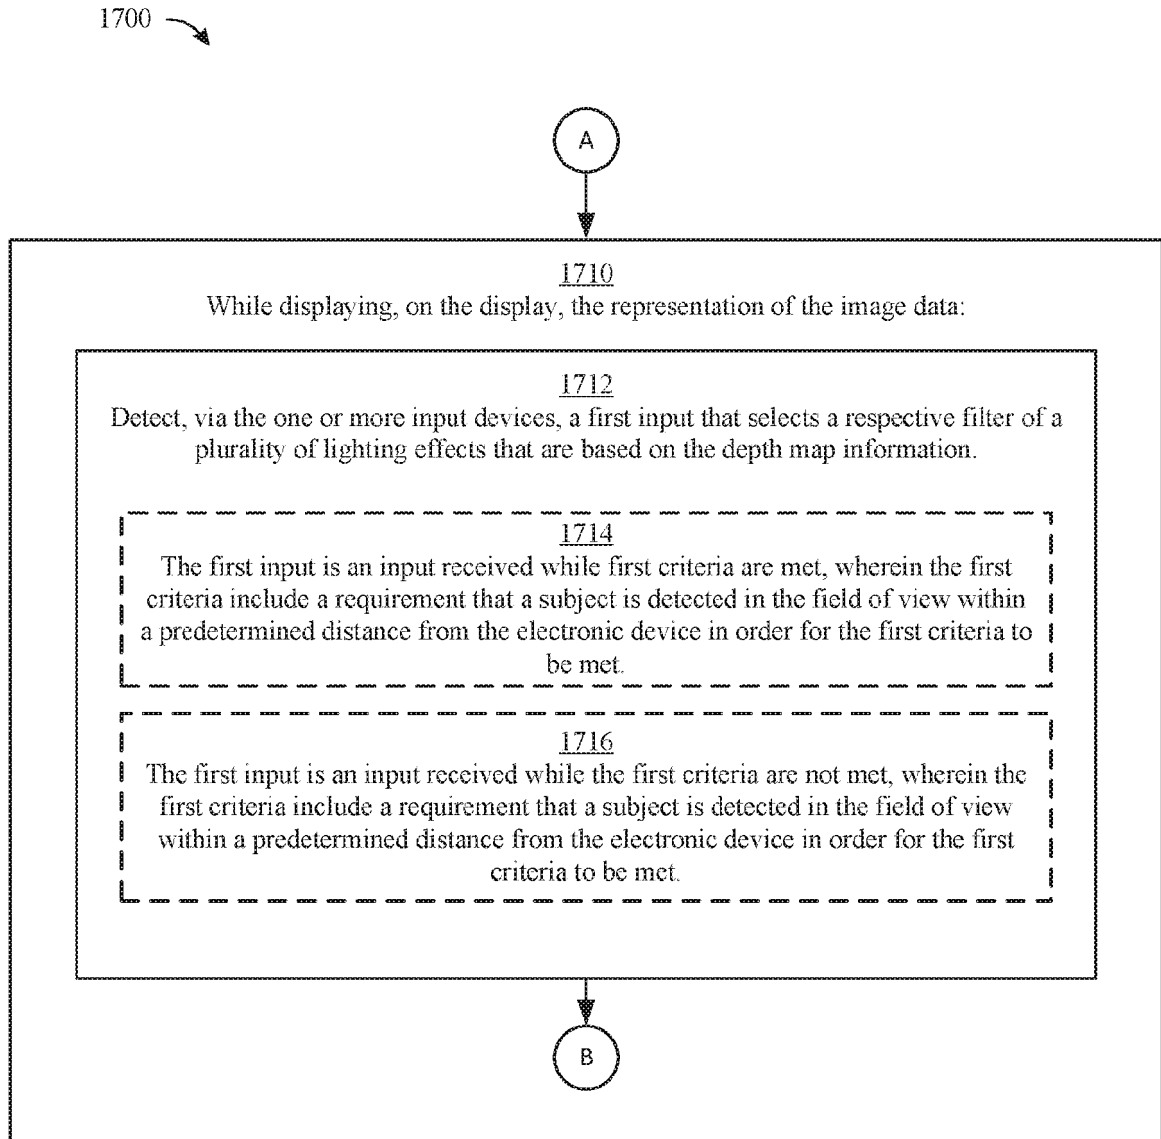 1700
A
1710
While displaying, on the display, the representation of the image data:
1712
Detect, via the one or more input devices, a first input that selects a respective filter of a
plurality of lighting effects that are based on the depth map information.
1714
The first input is an input received while first criteria are met, wherein the first
criteria include a requirement that a subject is detected in the field of view within
a predetermined distance from the electronic device in order for the first criteria to
be met.
1716
The first input is an input received while the first criteria are not met, wherein the
first criteria include a requirement that a subject is detected in the field of view
within a predetermined distance from the electronic device in order for the first
criteria to be met.
B